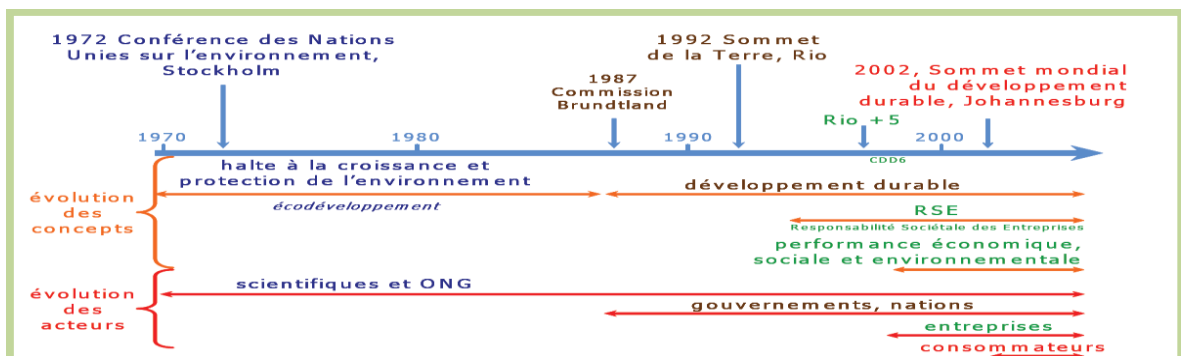 1972 Conférence des Nations
Unies sur l'environnement,
Stockholm
1987
Commission
Brundtland
1992 Sommet
de la Terre, Rio
2002, Sommet mondial
du développement
durable, Johannesburg
Rio +5
1970
1980
1990
2000
CDD6
évolution
des
concepts
halte à la croissance et
protection de l'environnement
écodéveloppement
développement durable
RSE
Responsabilité Sociétale des Entreprises
performance économique,
sociale et environnementale
évolution
des
acteurs
scientifiques et ONG
gouvernements, nations
entreprises
consommateurs